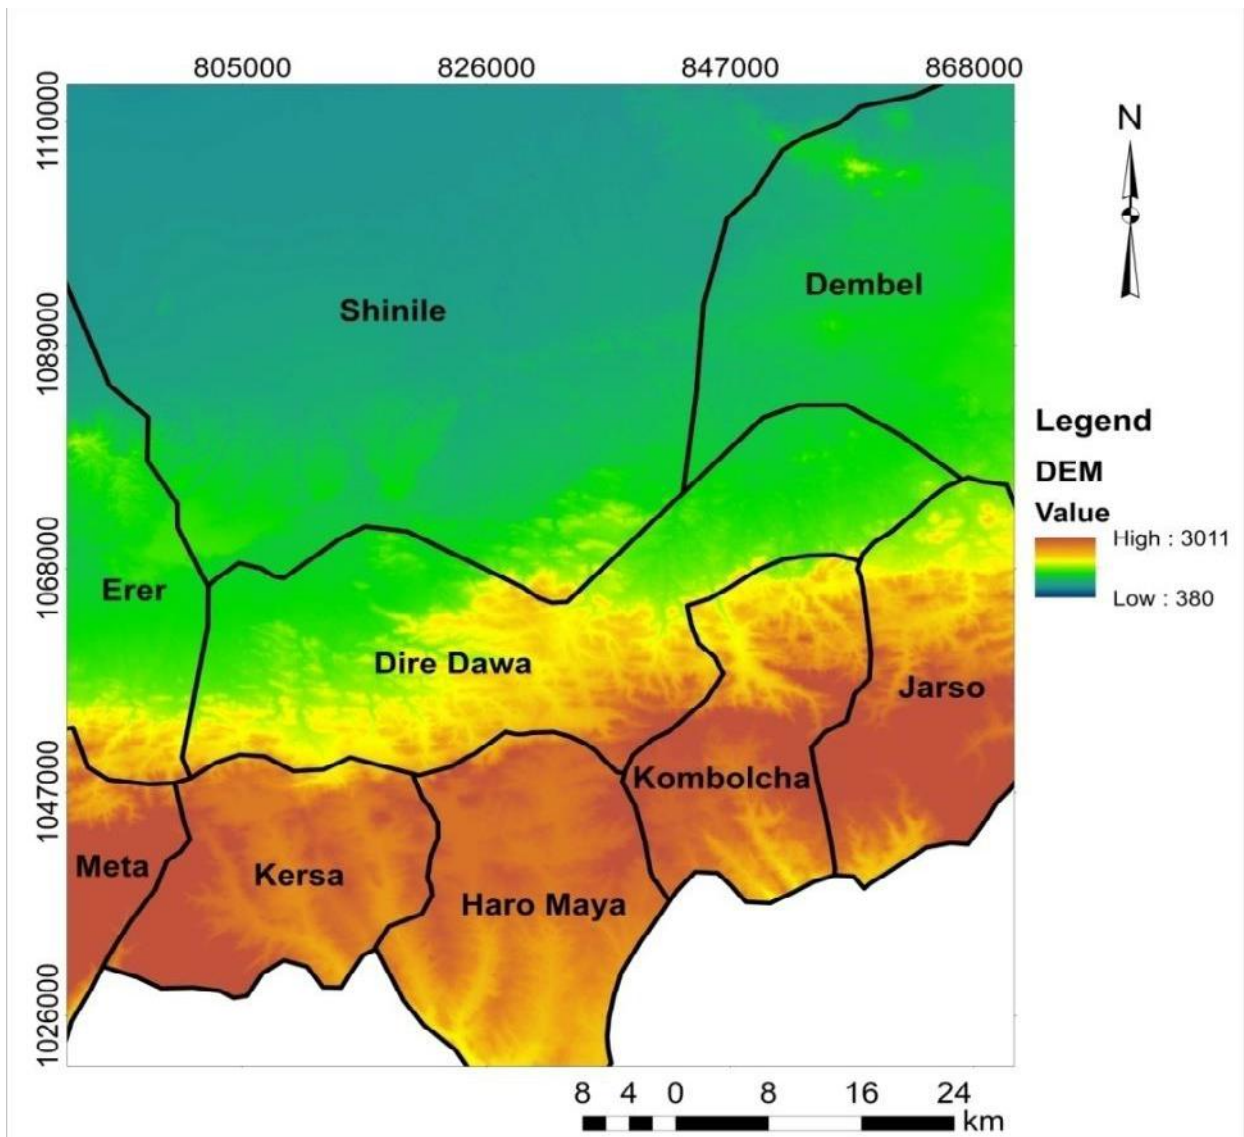 805000 826000 847000 868000
1110000
1089000
1068000
1047000
1026000
N
Shinile
Dembel
Erer
Dire Dawa
Jarso
Kombolcha
Meta
Kersa
Haro Maya
Legend
DEM
Value
High : 3011
Low : 380
8 4 0 8 16 24
km